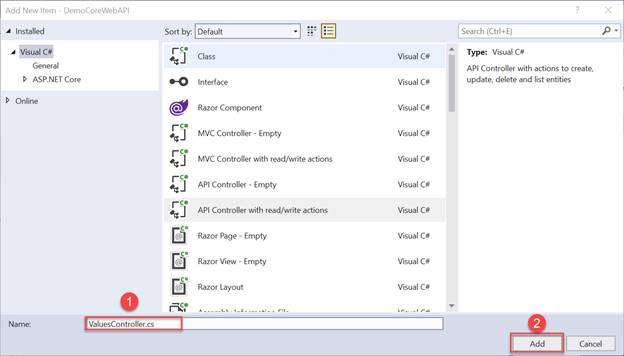 Add New Item - DemoCoreWebAPI
Installed
Sort by: Default
Search (Ctrl+E)
Visual C#
General
ASP.NET Core
Online
Class Visual C#
Interface Visual C#
Razor Component Visual C#
MVC Controller - Empty Visual C#
MVC Controller with read/write actions Visual C#
API Controller - Empty Visual C#
API Controller with read/write actions Visual C#
Razor Page - Empty Visual C#
Razor View - Empty Visual C#
Razor Layout Visual C#
Assembly Information File Visual C#
Type: Visual C#
API Controller with actions to create,
update, delete and list entities
1
2
Name: ValuesController.cs
Add Cancel